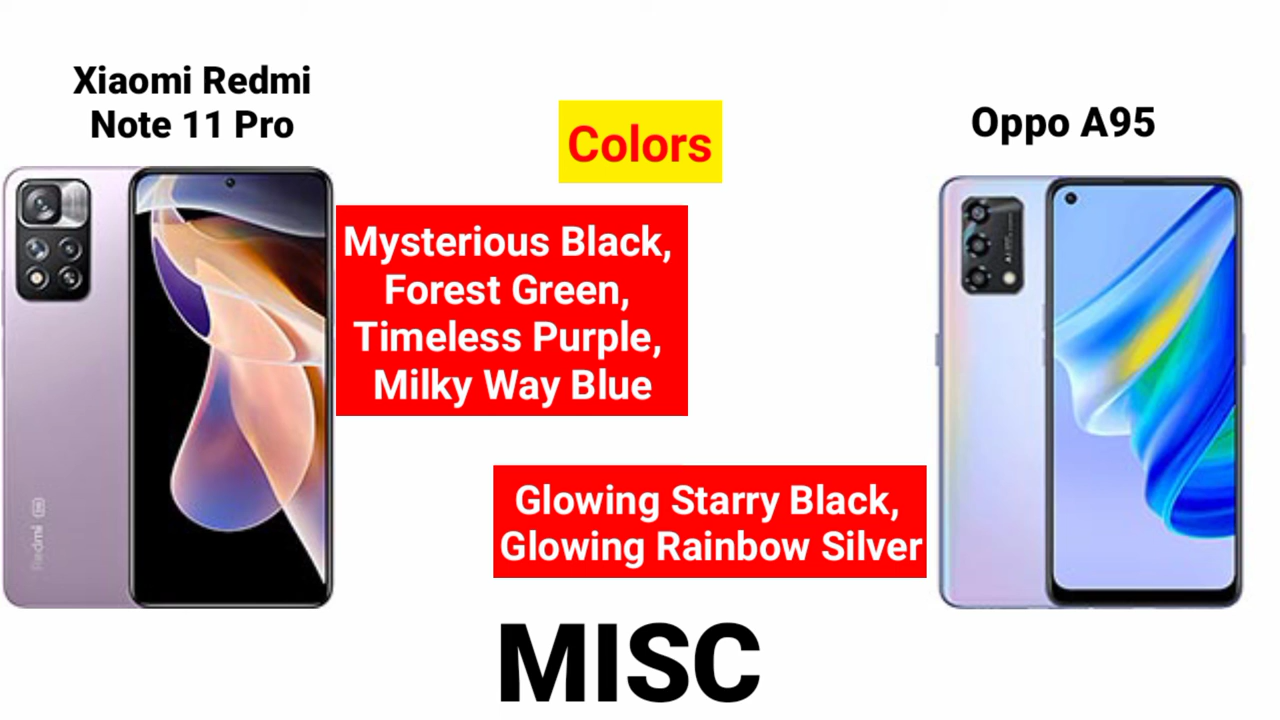 Xiaomi Redmi
Note 11 Pro
Colors
Oppo A95
Mysterious Black,
Forest Green,
Timeless Purple,
Milky Way Blue
Glowing Starry Black,
Glowing Rainbow Silver
Redmi
MISC